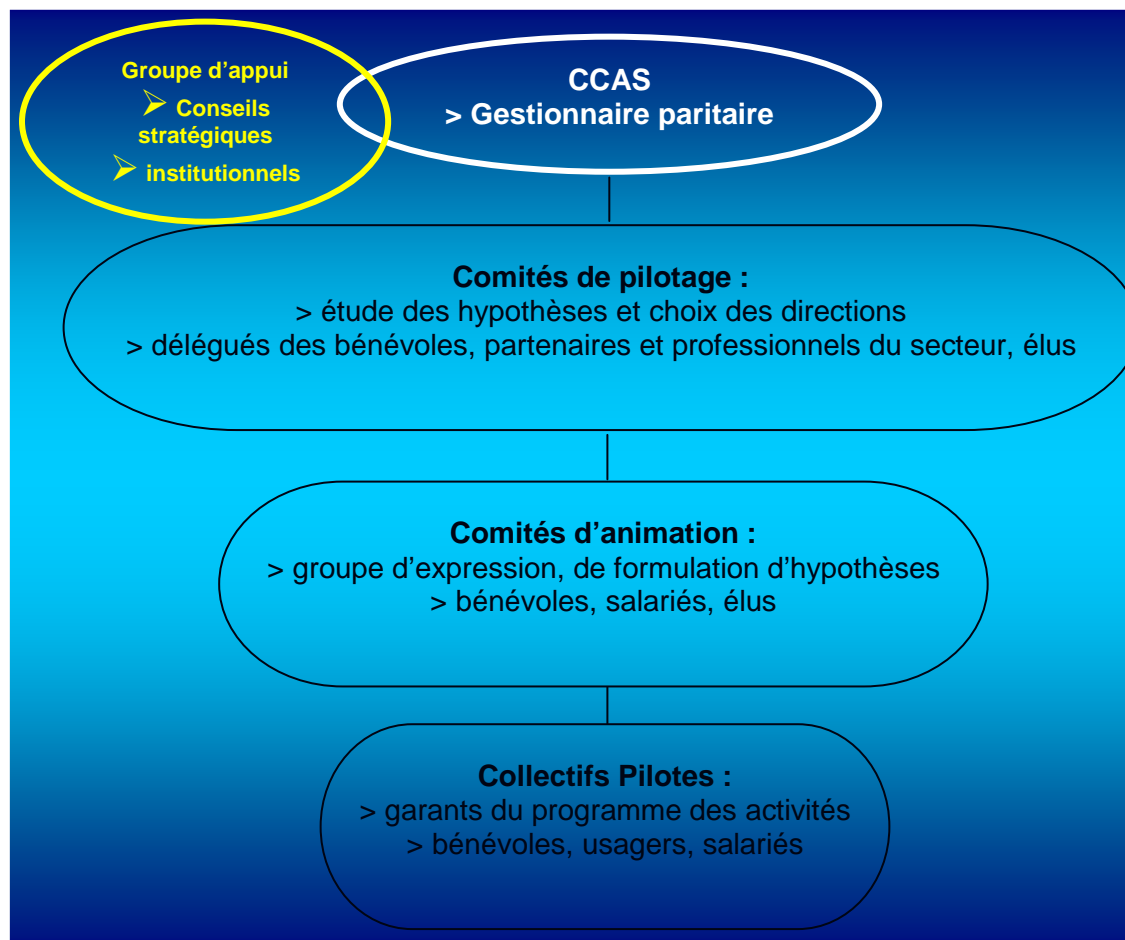 Groupe d’appui
➢ Conseils
stratégiques
➢ institutionnels
CCAS
> Gestionnaire paritaire
Comités de pilotage :
> étude des hypothèses et choix des directions
> délégués des bénévoles, partenaires et professionnels du secteur, élus
Comités d’animation :
> groupe d’expression, de formulation d’hypothèses
> bénévoles, salariés, élus
Collectifs Pilotes :
> garants du programme des activités
> bénévoles, usagers, salariés